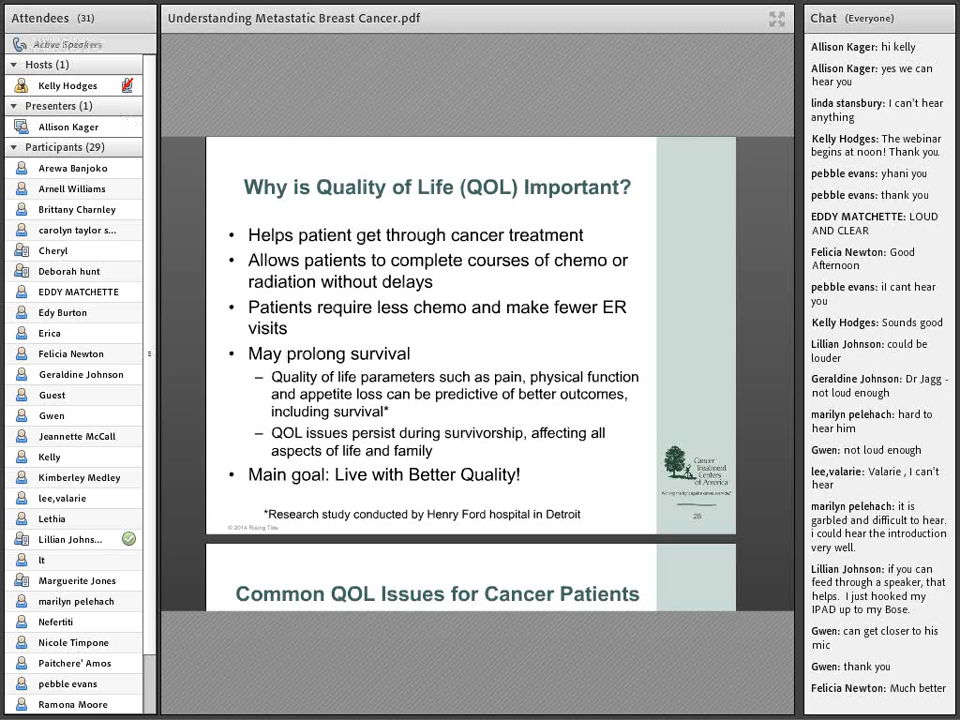 Attendees (31)
Active Speakers
Hosts (1)
Kelly Hodges
Presenters (1)
Allison Kager
Participants (29)
Arewa Banjoko
Arnell Williams
Brittany Charnley
carolyn taylor s...
Cheryl
Deborah hunt
EDDY MATCHETTE
Edy Burton
Erica
Felicia Newton
Geraldine Johnson
Guest
Gwen
Jeannette McCall
Kelly
Kimberley Medley
lee,valarie
Lethia
Lillian Johns...
lt
Marguerite Jones
marilyn pelehach
Nefertiti
Nicole Timpone
Paitchere' Amos
pebble evans
Ramona Moore
Understanding Metastatic Breast Cancer.pdf
Why is Quality of Life (QOL) Important?
• Helps patient get through cancer treatment
• Allows patients to complete courses of chemo or
radiation without delays
• Patients require less chemo and make fewer ER
visits
• May prolong survival
– Quality of life parameters such as pain, physical function
and appetite loss can be predictive of better outcomes,
including survival*
– QOL issues persist during survivorship, affecting all
aspects of life and family
• Main goal: Live with Better Quality!
*Research study conducted by Henry Ford hospital in Detroit
© 2014 Rising Tide
Cancer
Treatment
Centers
of America
28
Common QOL Issues for Cancer Patients
Chat (Everyone)
Allison Kager: hi kelly
Allison Kager: yes we can
hear you
linda stansbury: I can't hear
anything
Kelly Hodges: The webinar
begins at noon! Thank you.
pebble evans: yhani you
pebble evans: thank you
EDDY MATCHETTE: LOUD
AND CLEAR
Felicia Newton: Good
Afternoon
pebble evans: iI cant hear
you
Kelly Hodges: Sounds good
Lillian Johnson: could be
louder
Geraldine Johnson: Dr Jagg -
not loud enough
marilyn pelehach: hard to
hear him
Gwen: not loud enough
lee,valarie: Valarie , I can't
hear
marilyn pelehach: it is
garbled and difficult to hear.
i could hear the introduction
very well.
Lillian Johnson: if you can
feed through a speaker, that
helps. I just hooked my
IPAD up to my Bose.
Gwen: can get closer to his
mic
Gwen: thank you
Felicia Newton: Much better